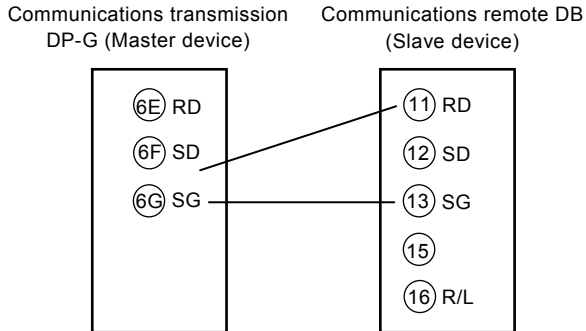 Communications transmission
DP-G (Master device)
Communications remote DB
(Slave device)
6E RD
6F SD
6G SG
11 RD
12 SD
13 SG
15
16 R/L